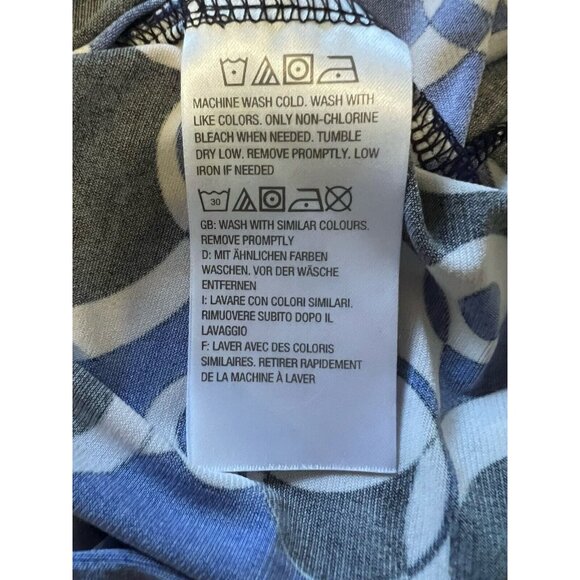 MACHINE WASH COLD. WASH WITH
LIKE COLORS. ONLY NON-CHLORINE
BLEACH WHEN NEEDED. TUMBLE
DRY LOW. REMOVE PROMPTLY. LOW
IRON IF NEEDED
30
GB: WASH WITH SIMILAR COLOURS.
REMOVE PROMPTLY
D: MIT ÄHNLICHEN FARBEN
WASCHEN. VOR DER WÄSCHE
ENTFERNEN
I: LAVARE CON COLORI SIMILARI.
RIMUOVERE SUBITO DOPO IL
LAVAGGIO
F: LAVER AVEC DES COLORIS
SIMILAIRES. RETIRER RAPIDEMENT
DE LA MACHINE À LAVER